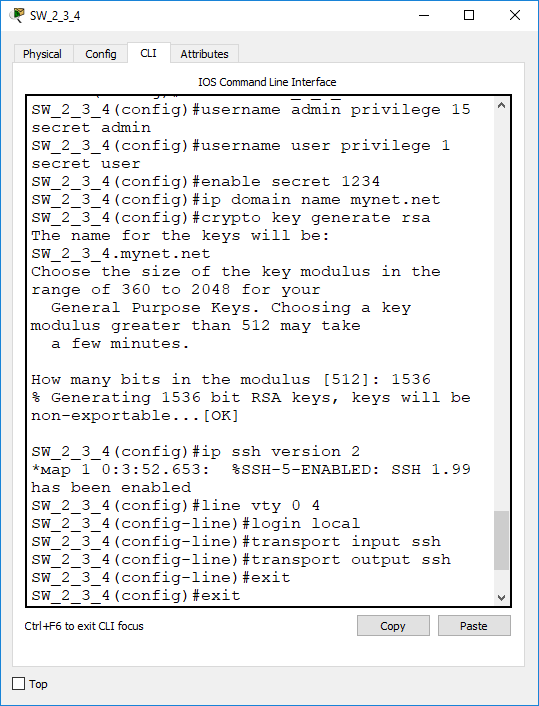 SW_2_3_4
Physical
Config
CLI
Attributes
IOS Command Line Interface
SW_2_3_4(config)#username admin privilege 15
secret admin
SW_2_3_4(config)#username user privilege 1
secret user
SW_2_3_4(config)#enable secret 1234
SW_2_3_4(config)#ip domain name mynet.net
SW_2_3_4(config)#crypto key generate rsa
The name for the keys will be:
SW_2_3_4.mynet.net
Choose the size of the key modulus in the
range of 360 to 2048 for your
General Purpose Keys. Choosing a key
modulus greater than 512 may take
a few minutes.
How many bits in the modulus [512]: 1536
% Generating 1536 bit RSA keys, keys will be
non-exportable...[OK]
SW_2_3_4(config)#ip ssh version 2
*мар 1 0:3:52.653: %SSH-5-ENABLED: SSH 1.99
has been enabled
SW_2_3_4(config)#line vty 0 4
SW_2_3_4(config-line)#login local
SW_2_3_4(config-line)#transport input ssh
SW_2_3_4(config-line)#transport output ssh
SW_2_3_4(config-line)#exit
SW_2_3_4(config)#exit
Ctrl+F6 to exit CLI focus
Copy
Paste
Top